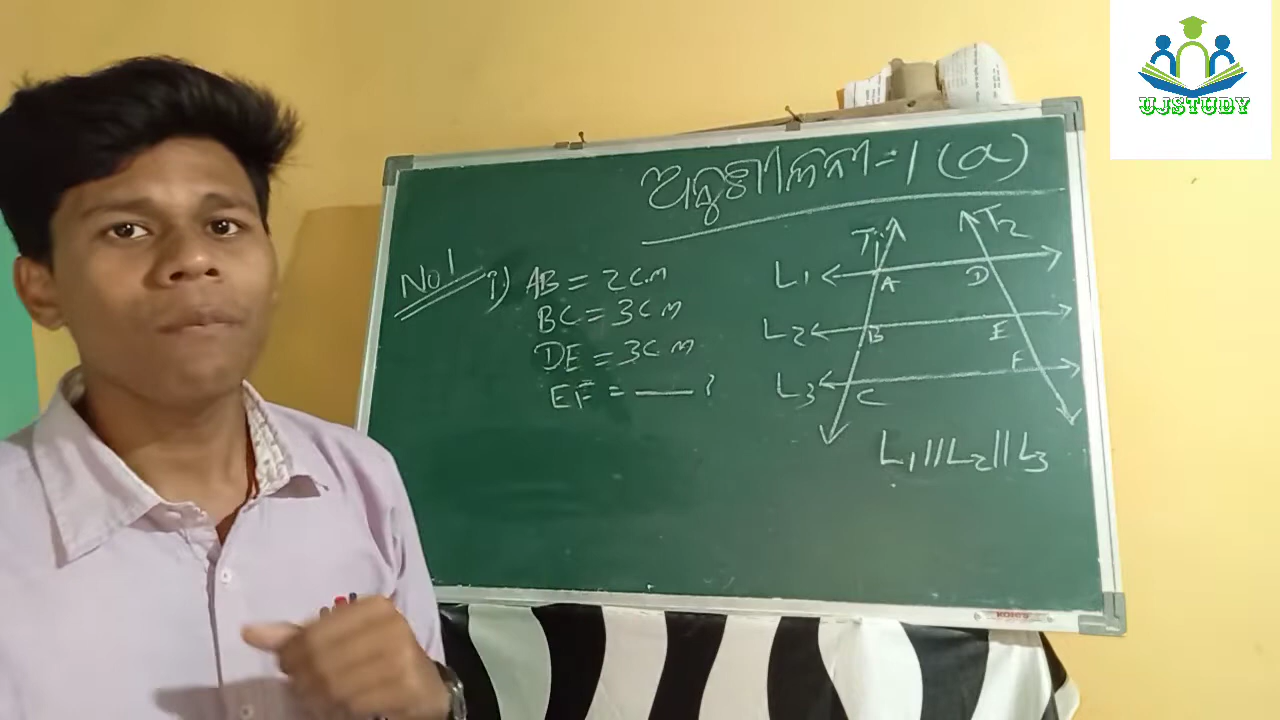 UJSTUDY
ଅନୁଶୀଳନୀ-1 (a)
No 1 i) AB = 2cm
BC = 3cm
DE = 3cm
EF = ___ ?
T1 T2
L1 A D
L2 B E
L3 C F
L1||L2||L3